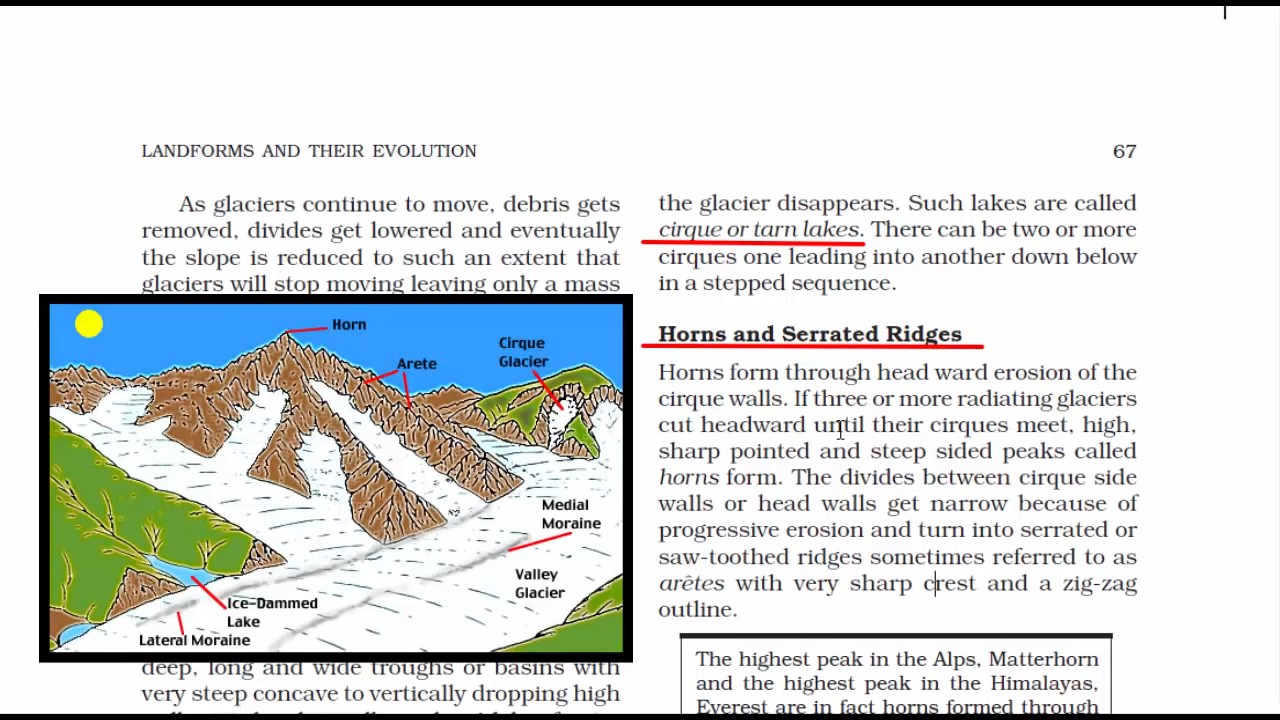 LANDFORMS AND THEIR EVOLUTION
67
As glaciers continue to move, debris gets
removed, divides get lowered and eventually
the slope is reduced to such an extent that
glaciers will stop moving leaving only a mass
Horn
Arete
Cirque
Glacier
Medial
Moraine
Valley
Glacier
Ice-Dammed
Lake
Lateral Moraine
deep, long and wide troughs or basins with
very steep concave to vertically dropping high
the glacier disappears. Such lakes are called
cirque or tarn lakes. There can be two or more
cirques one leading into another down below
in a stepped sequence.
Horns and Serrated Ridges
Horns form through head ward erosion of the
cirque walls. If three or more radiating glaciers
cut headward until their cirques meet, high,
sharp pointed and steep sided peaks called
horns form. The divides between cirque side
walls or head walls get narrow because of
progressive erosion and turn into serrated or
saw-toothed ridges sometimes referred to as
arêtes with very sharp crest and a zig-zag
outline.
The highest peak in the Alps, Matterhorn
and the highest peak in the Himalayas,
Everest are in fact horns formed through